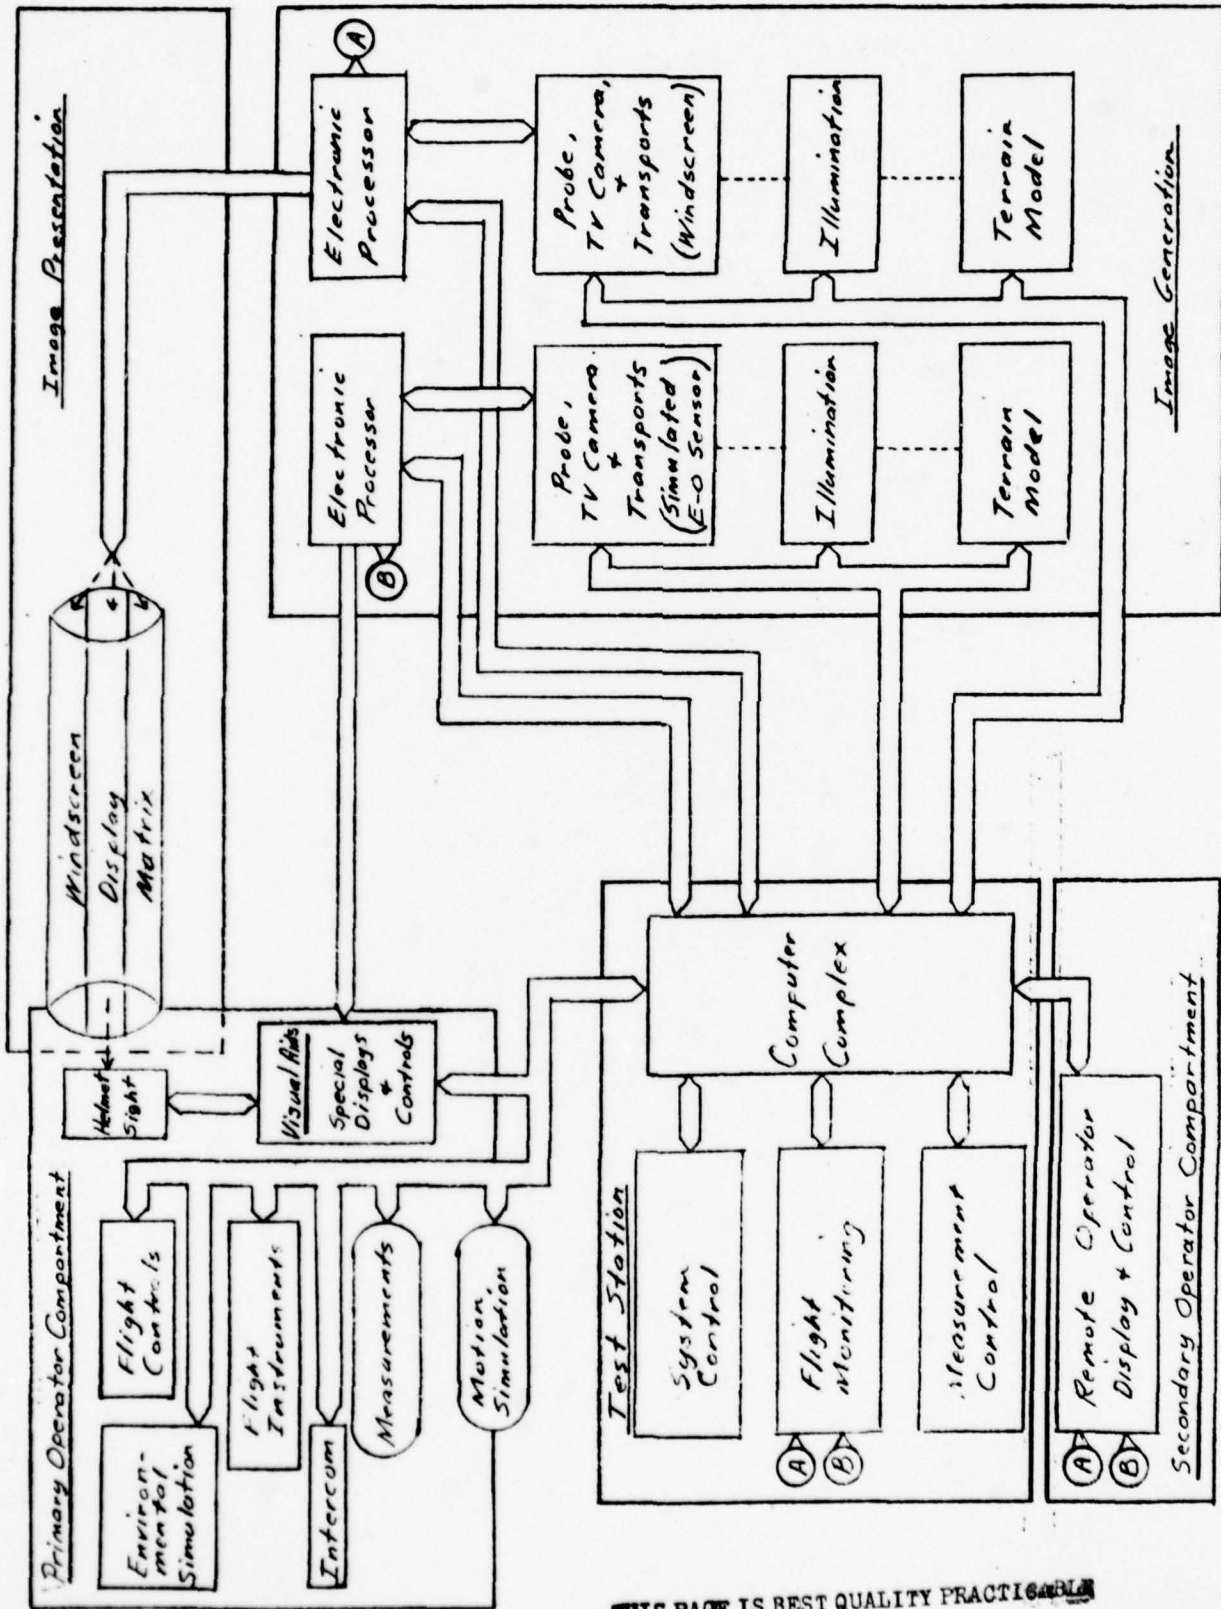 Image Presentation
Windscreen
Display
Matrix
Primary Operator Compartment
Helmet
Sight
Visual Aids
Special
Displays
+
Controls
Flight
Controls
Environ-
mental
Simulation
Flight
Instruments
Intercom
Measurements
Motion,
Simulation
Electronic
Processor
A
Electronic
Processor
B
Probe,
TV Camera,
+
Transports
(Windscreen)
Illumination
Terrain
Model
Probe,
TV Camera
+
Transports
(Simulated
E-O Sensor)
Illumination
Terrain
Model
Image Generation
Test Station
Computer
Complex
System
Control
Flight
Monitoring
A
B
Measurement
Control
Remote Operator
Display + Control
A
B
Secondary Operator Compartment
THIS PAGE IS BEST QUALITY PRACTICABLE